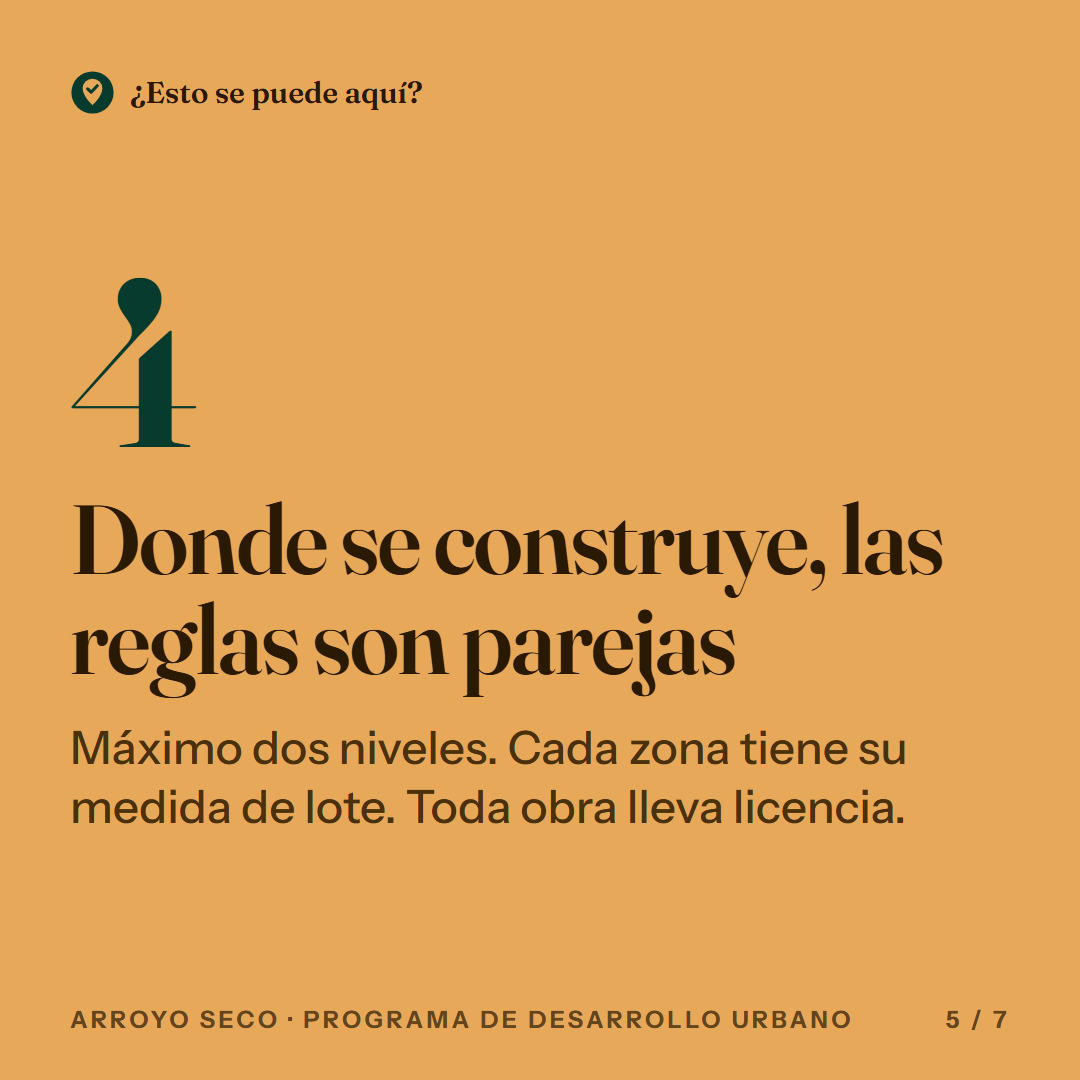 ¿Esto se puede aquí?
4
Donde se construye, las
reglas son parejas
Máximo dos niveles. Cada zona tiene su
medida de lote. Toda obra lleva licencia.
ARROYO SECO · PROGRAMA DE DESARROLLO URBANO 5 / 7